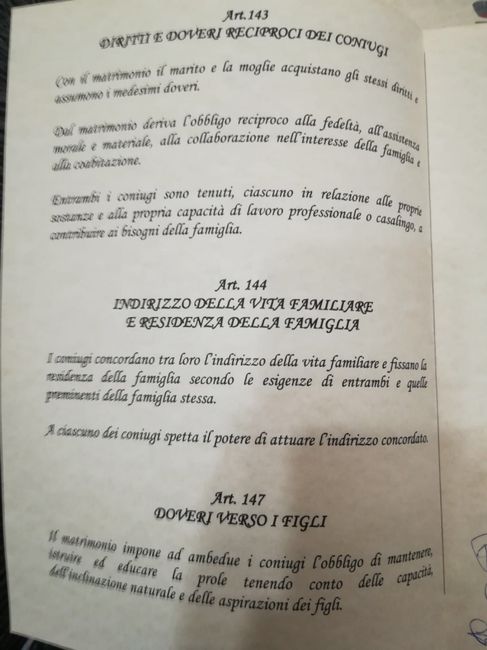 Art.143
DIRITTI E DOVERI RECIPROCI DEI CONIUGI
Con il matrimonio il marito e la moglie acquistano gli stessi diritti e
assumono i medesimi doveri.
Dal matrimonio deriva l'obbligo reciproco alla fedeltà, all'assistenza
morale e materiale, alla collaborazione nell'interesse della famiglia e
alla coabitazione.
Entrambi i coniugi sono tenuti, ciascuno in relazione alle proprie
sostanze e alla propria capacità di lavoro professionale o casalingo, a
contribuire ai bisogni della famiglia.
Art. 144
INDIRIZZO DELLA VITA FAMILIARE
E RESIDENZA DELLA FAMIGLIA
I coniugi concordano tra loro l'indirizzo della vita familiare e fissano la
residenza della famiglia secondo le esigenze di entrambi e quelle
preminenti della famiglia stessa.
A ciascuno dei coniugi spetta il potere di attuare l'indirizzo concordato.
Art. 147
DOVERI VERSO I FIGLI
Il matrimonio impone ad ambedue i coniugi l'obbligo di mantenere,
istruire ed educare la prole tenendo conto delle capacità,
dell'inclinazione naturale e delle aspirazioni dei figli.